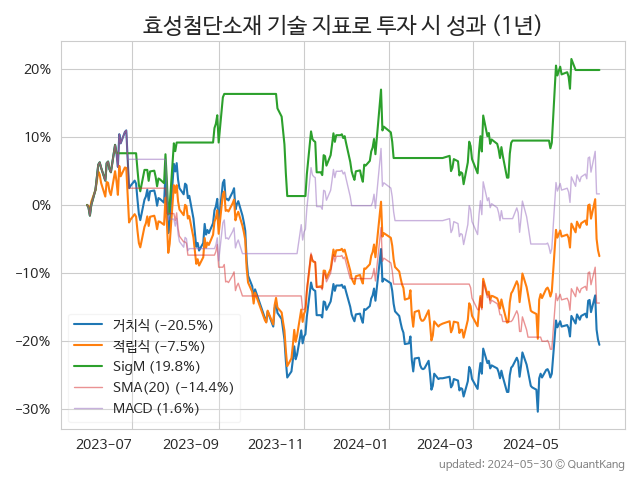 효성첨단소재 기술 지표로 투자 시 성과 (1년)
20%
10%
0%
−10%
−20%
−30%
거치식 (−20.5%)
적립식 (−7.5%)
SigM (19.8%)
SMA(20) (−14.4%)
MACD (1.6%)
2023−07 2023−09 2023−11 2024−01 2024−03 2024−05
updated: 2024−05−30 © QuantKang